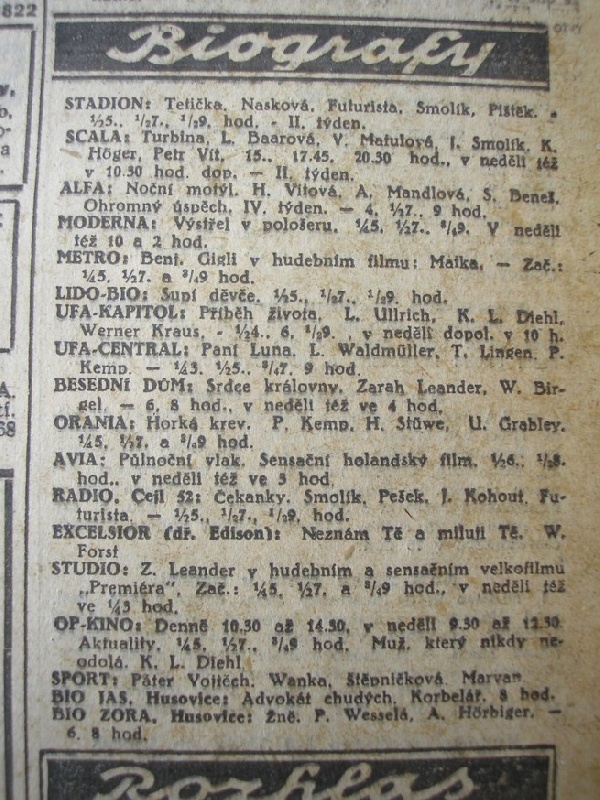 822
Biografy
STADION: Tetička. Nasková. Futurista. Smolík, Pištěk.
½5., ½7., ½9. hod. - II. týden.
SCALA: Turbina, L. Baarová, V. Matulová, J. Smolík, K.
Höger, Petr Vít. 15., 17.45, 20.30 hod., v neděli též
v 10.30 hod. dop. — II. týden.
ALFA: Noční motýl. H. Vítová, A. Mandlová, S. Beneš.
Ohromný úspěch. IV. týden. — 4, ½7., 9 hod.
MODERNA: Výstřel v pološeru. ¼5, ½7., ¾9. V neděli
též 10 a 2 hod.
METRO: Beni. Gigli v hudebním filmu: Maika. — Zač.:
¼5, ½7. a ¾9 hod.
LIDO-BIO: Supí děvče. ½5., ½7., ½9. hod.
UFA-KAPITOL: Příběh života. L. Ullrich, K. L. Diehl,
Werner Kraus. - ½4., 6, ½9. v neděli dopol. v 10 h.
UFA-CENTRAL: Paní Luna. L. Waldmüller, T. Lingen, P.
Kemp. — ¼3, ½5., ¾7, 9 hod.
BESEDNÍ DŮM: Srdce královny. Zarah Leander, W. Bir-
gel. — 6, 8 hod., v neděli též ve 4 hod.
ORANIA: Horká krev. P. Kemp. H. Stüwe, U. Grabley.
¼5, ½7 a ¾9 hod.
AVIA: Půlnoční vlak. Sensační holandský film. ½6., ½8.
hod., v neděli též ve 3 hod.
RADIO, Cejl 52: Čekanky. Smolík, Pešek, J. Kohout, Fu-
turista. — ½5., ½7., ½9. hod.
EXCELSIOR (dř. Edison): Neznám Tě a miluji Tě. W.
Forst
STUDIO: Z. Leander v hudebním a sensačním velkofilmu
„Premiéra“. Zač.: ¼5, ½7. a ¾9 hod., v neděli též
ve ¼3 hod.
OP-KINO: Denně 10.30 až 14.30, v neděli 9.30 až 12.30
Aktuality. ¼5, ½7., ¾9 hod. Muž, který nikdy ne-
odolá. K. L. Diehl.
SPORT: Páter Vojtěch. Wanka, Štěpničková, Marvan
BIO JAS, Husovice: Advokát chudých. Korbelář. 8 hod.
BIO ZORA, Husovice: Žně. P. Wesselá, A. Hörbiger. —
6, 8 hod.
Rozhlas